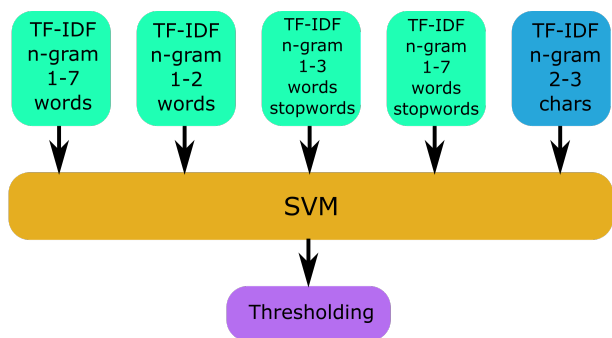 TF-IDF
n-gram
1-7
words
TF-IDF
n-gram
1-2
words
TF-IDF
n-gram
1-3
words
stopwords
TF-IDF
n-gram
1-7
words
stopwords
TF-IDF
n-gram
2-3
chars
SVM
Thresholding